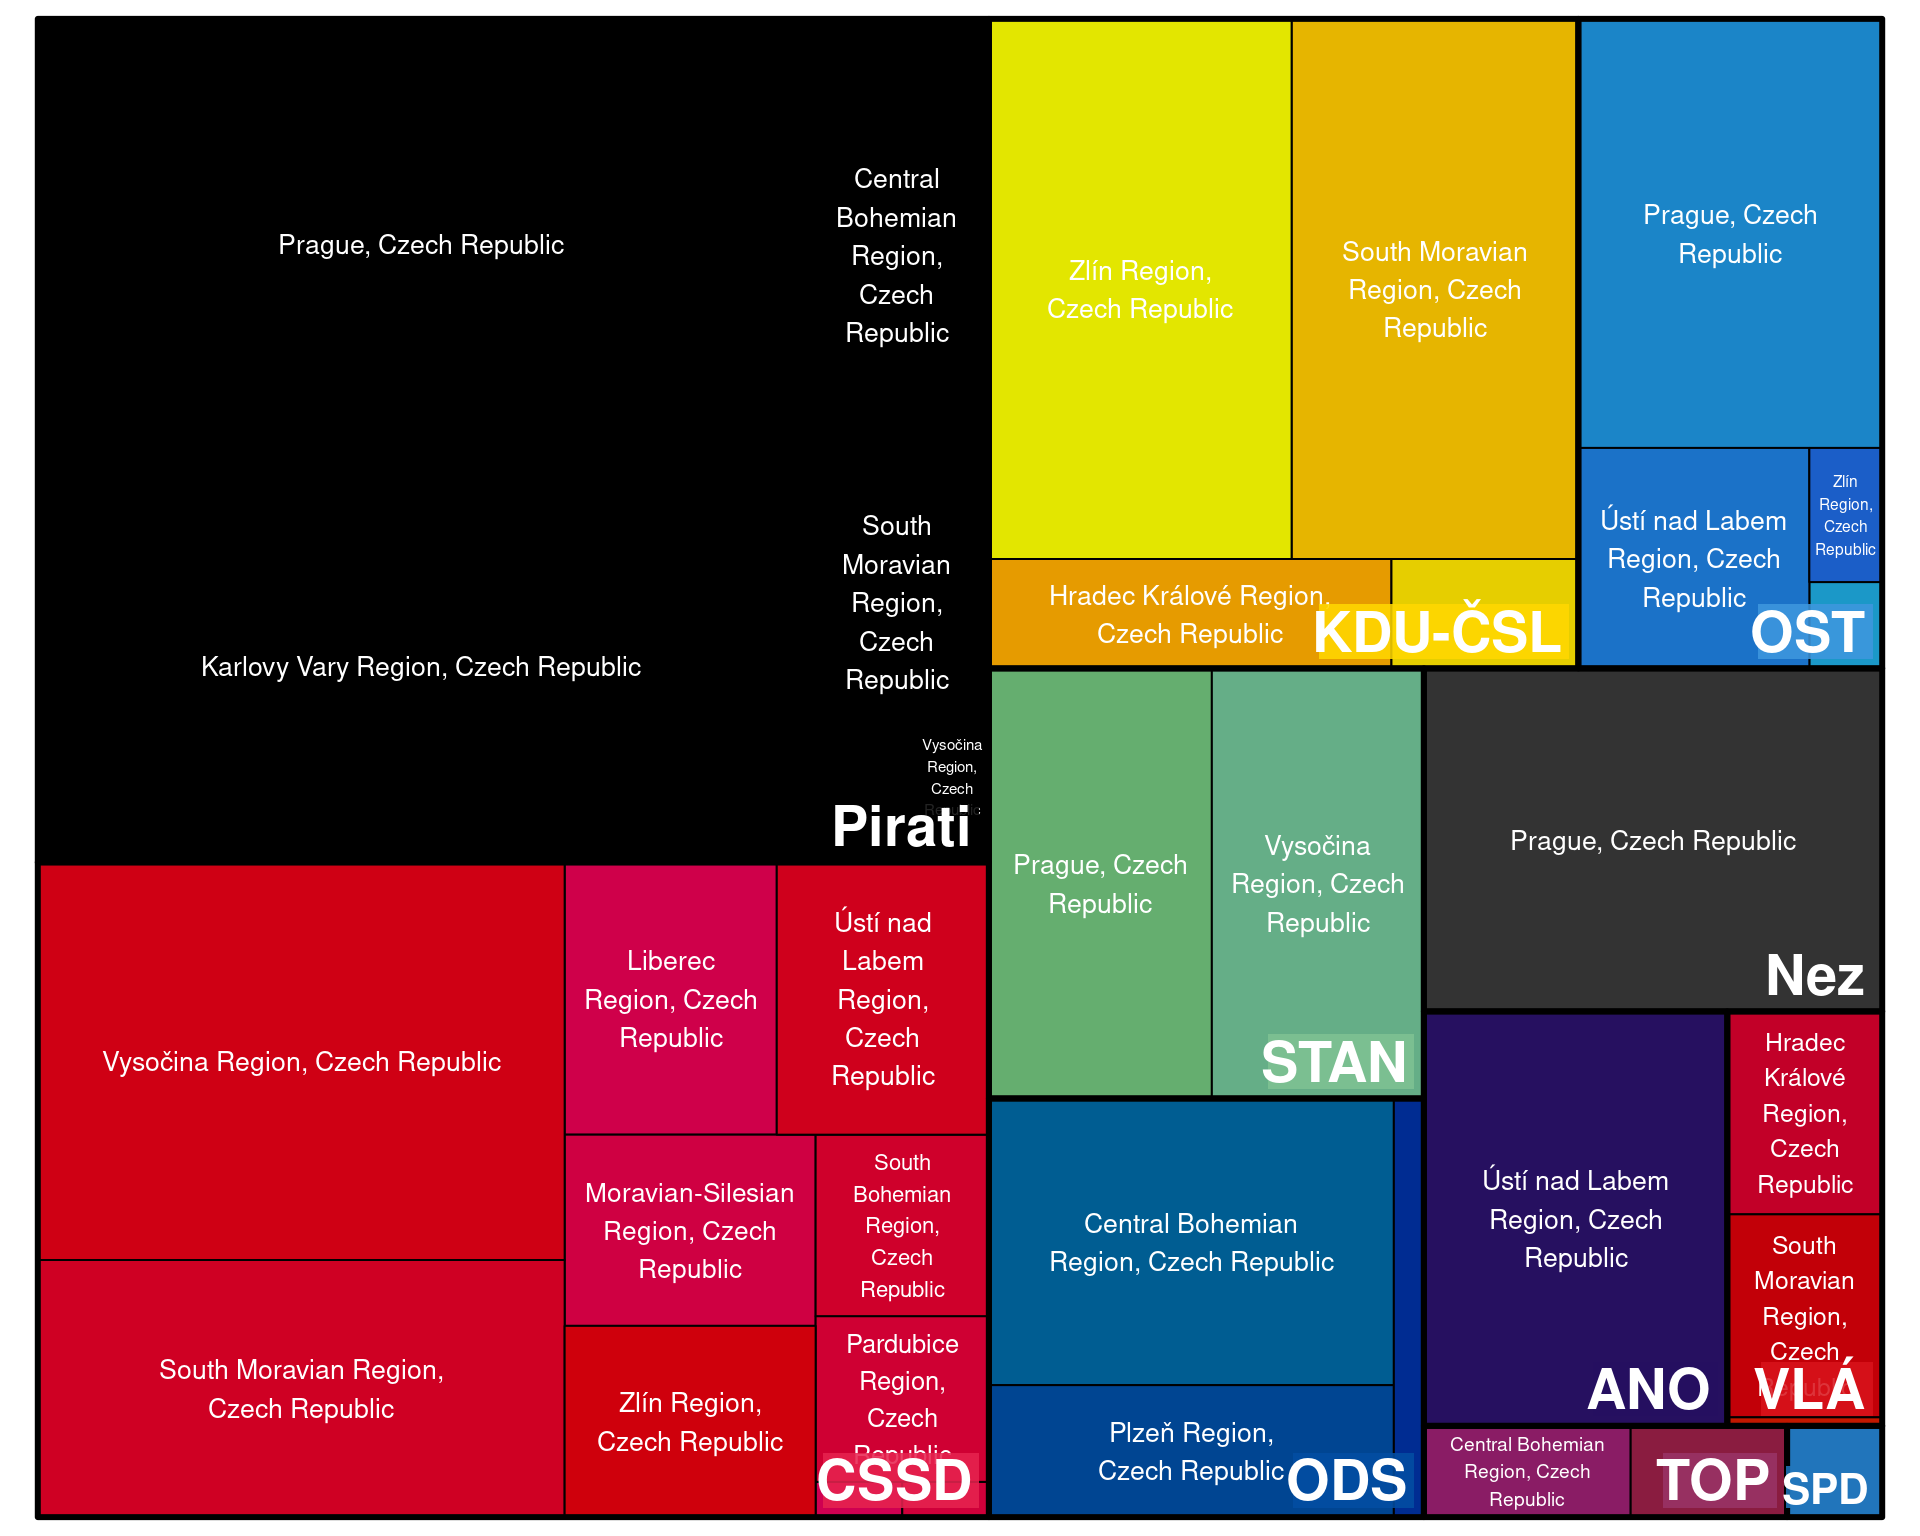 Prague, Czech Republic
Central
Bohemian
Region,
Czech
Republic
Karlovy Vary Region, Czech Republic
South
Moravian
Region,
Czech
Republic
Vysočina
Region,
Czech
Republic
Pirati
Zlín Region,
Czech Republic
South Moravian
Region, Czech
Republic
Hradec Králové Region,
Czech Republic
KDU-ČSL
Prague, Czech
Republic
Ústí nad Labem
Region, Czech
Republic
Zlín
Region,
Czech
Republic
OST
Prague, Czech
Republic
Vysočina
Region, Czech
Republic
STAN
Prague, Czech Republic
Nez
Vysočina Region, Czech Republic
Liberec
Region, Czech
Republic
Ústí nad
Labem
Region,
Czech
Republic
South Moravian Region,
Czech Republic
Moravian-Silesian
Region, Czech
Republic
South
Bohemian
Region,
Czech
Republic
Zlín Region,
Czech Republic
Pardubice
Region,
Czech
Republic
CSSD
Central Bohemian
Region, Czech Republic
Plzeň Region,
Czech Republic
ODS
Ústí nad Labem
Region, Czech
Republic
ANO
Hradec
Králové
Region,
Czech
Republic
South
Moravian
Region,
Czech
Republic
VLÁ
Central Bohemian
Region, Czech
Republic
TOP
SPD